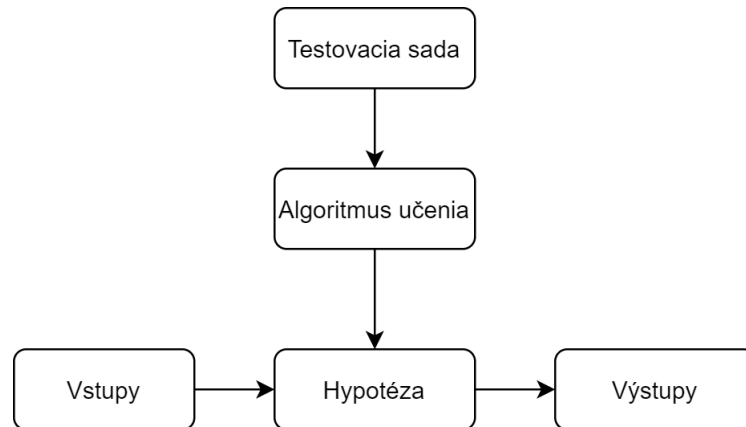 Testovacia sada
Algoritmus učenia
Vstupy
Hypotéza
Výstupy